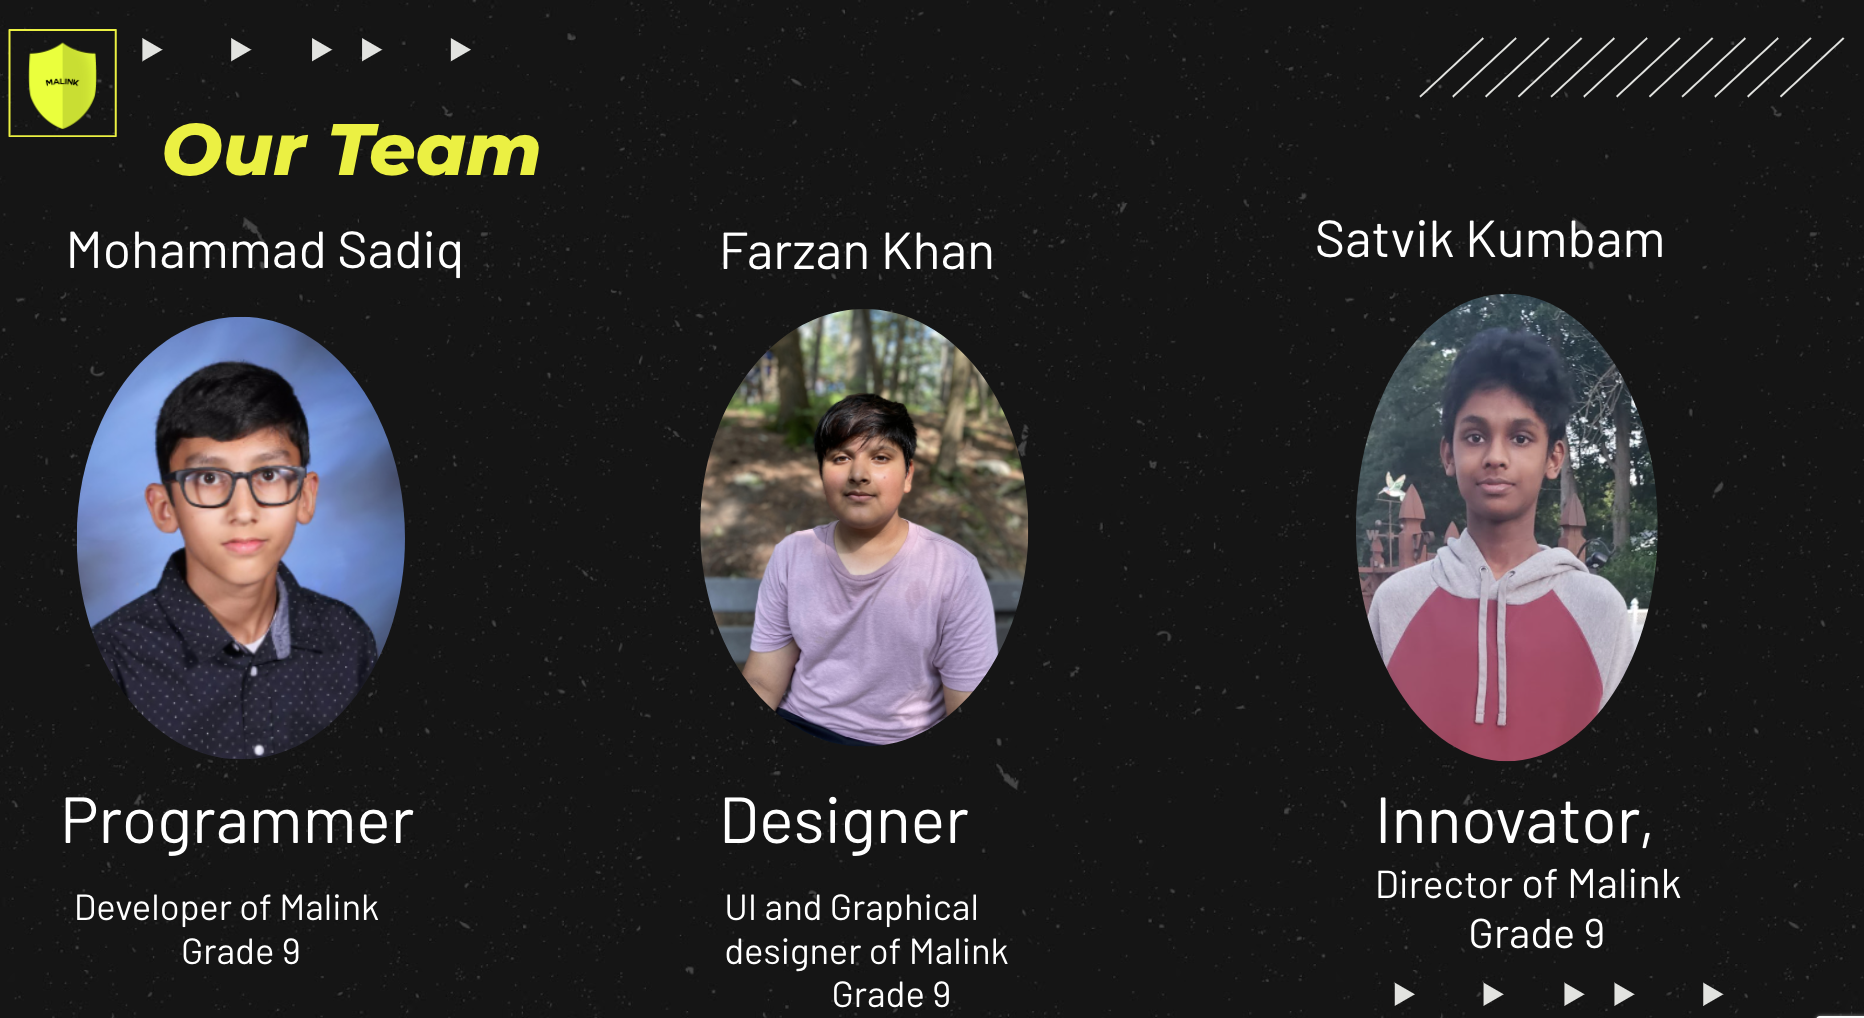 MALINK
Our Team
Mohammad Sadiq
Farzan Khan
Satvik Kumbam
Programmer
Developer of Malink
Grade 9
Designer
UI and Graphical
designer of Malink
Grade 9
Innovator,
Director of Malink
Grade 9